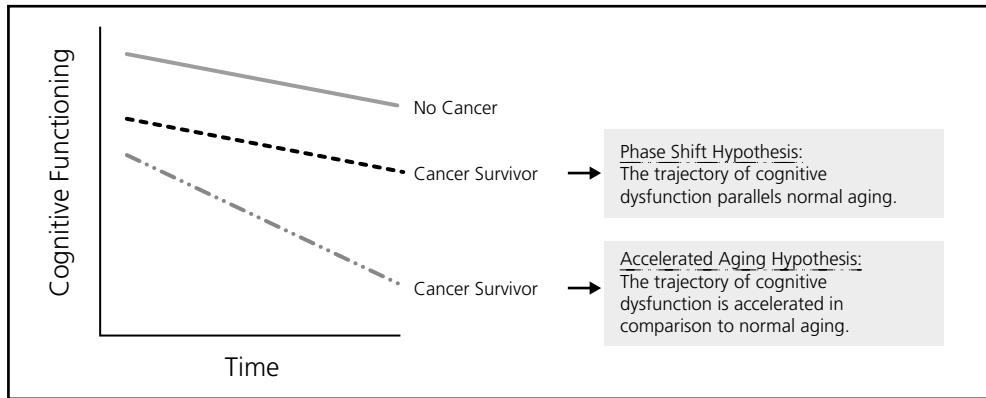 Cognitive Functioning
No Cancer
Cancer Survivor
Phase Shift Hypothesis:
The trajectory of cognitive
dysfunction parallels normal aging.
Cancer Survivor
Accelerated Aging Hypothesis:
The trajectory of cognitive
dysfunction is accelerated in
comparison to normal aging.
Time